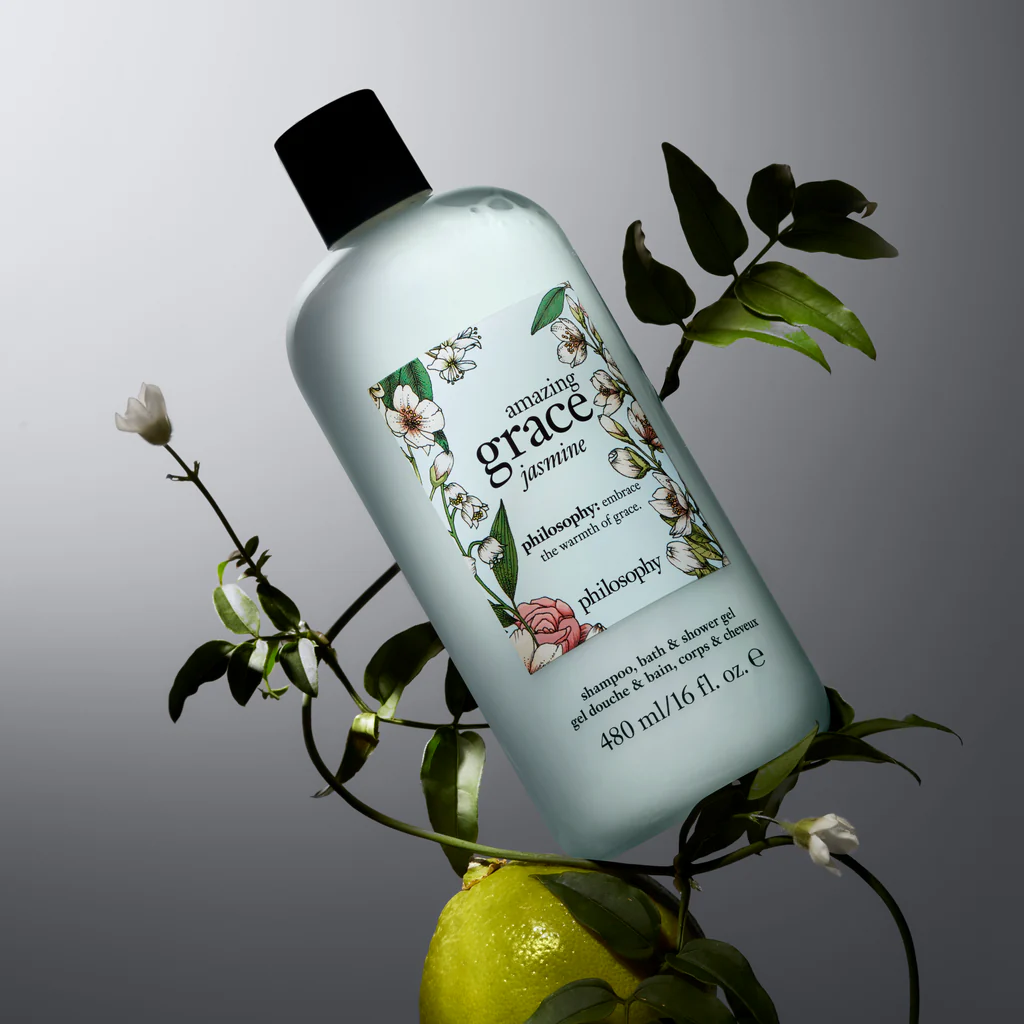 amazing
grace
jasmine
philosophy: embrace
the warmth of grace.
philosophy
shampoo, bath & shower gel
gel douche & bain, corps & cheveux
480 ml/16 fl. oz. ℮